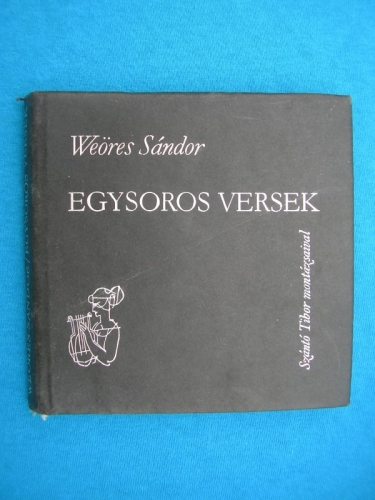 Weöres Sándor
EGYSOROS VERSEK
Szántó Tibor montázsaival